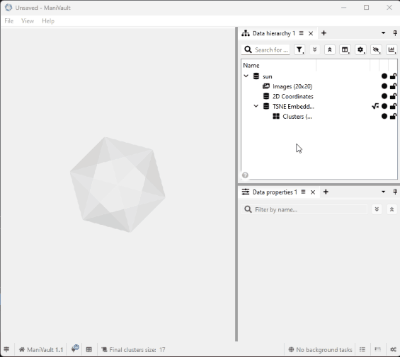 Unsaved - ManiVault
File View Help
Data hierarchy 1
Search for ...
Name
sun
Images (20x20)
2D Coordinates
TSNE Embedd...
Clusters (...
Data properties 1
Filter by name...
ManiVault 1.1
Final clusters size: 17
No background tasks